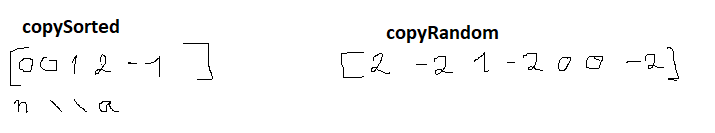 copySorted
[0 0 1 2 -1 ]
n \ \ a
copyRandom
[2 -2 1 -2 0 0 -2]